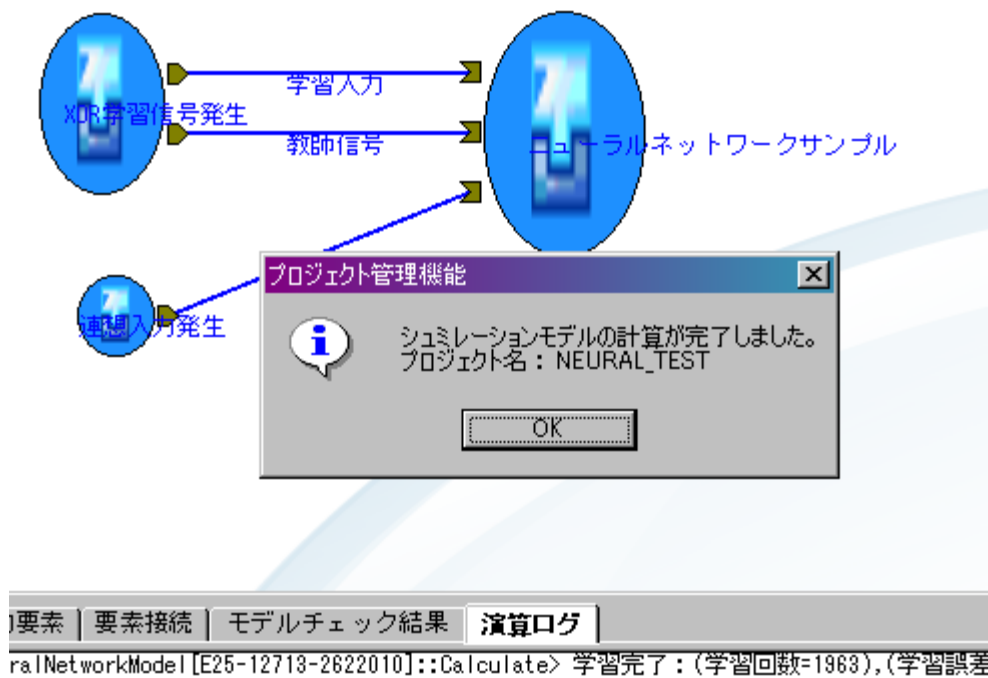 学習入力
XOR学習信号発生
教師信号
ニューラルネットワークサンプル
連想入力発生
プロジェクト管理機能
シュミレーションモデルの計算が完了しました。
プロジェクト名： NEURAL_TEST
OK
要素 要素接続 モデルチェック結果 演算ログ
ralNetworkModel[E25-12713-2622010]::Calculate> 学習完了：(学習回数=1963),(学習誤差